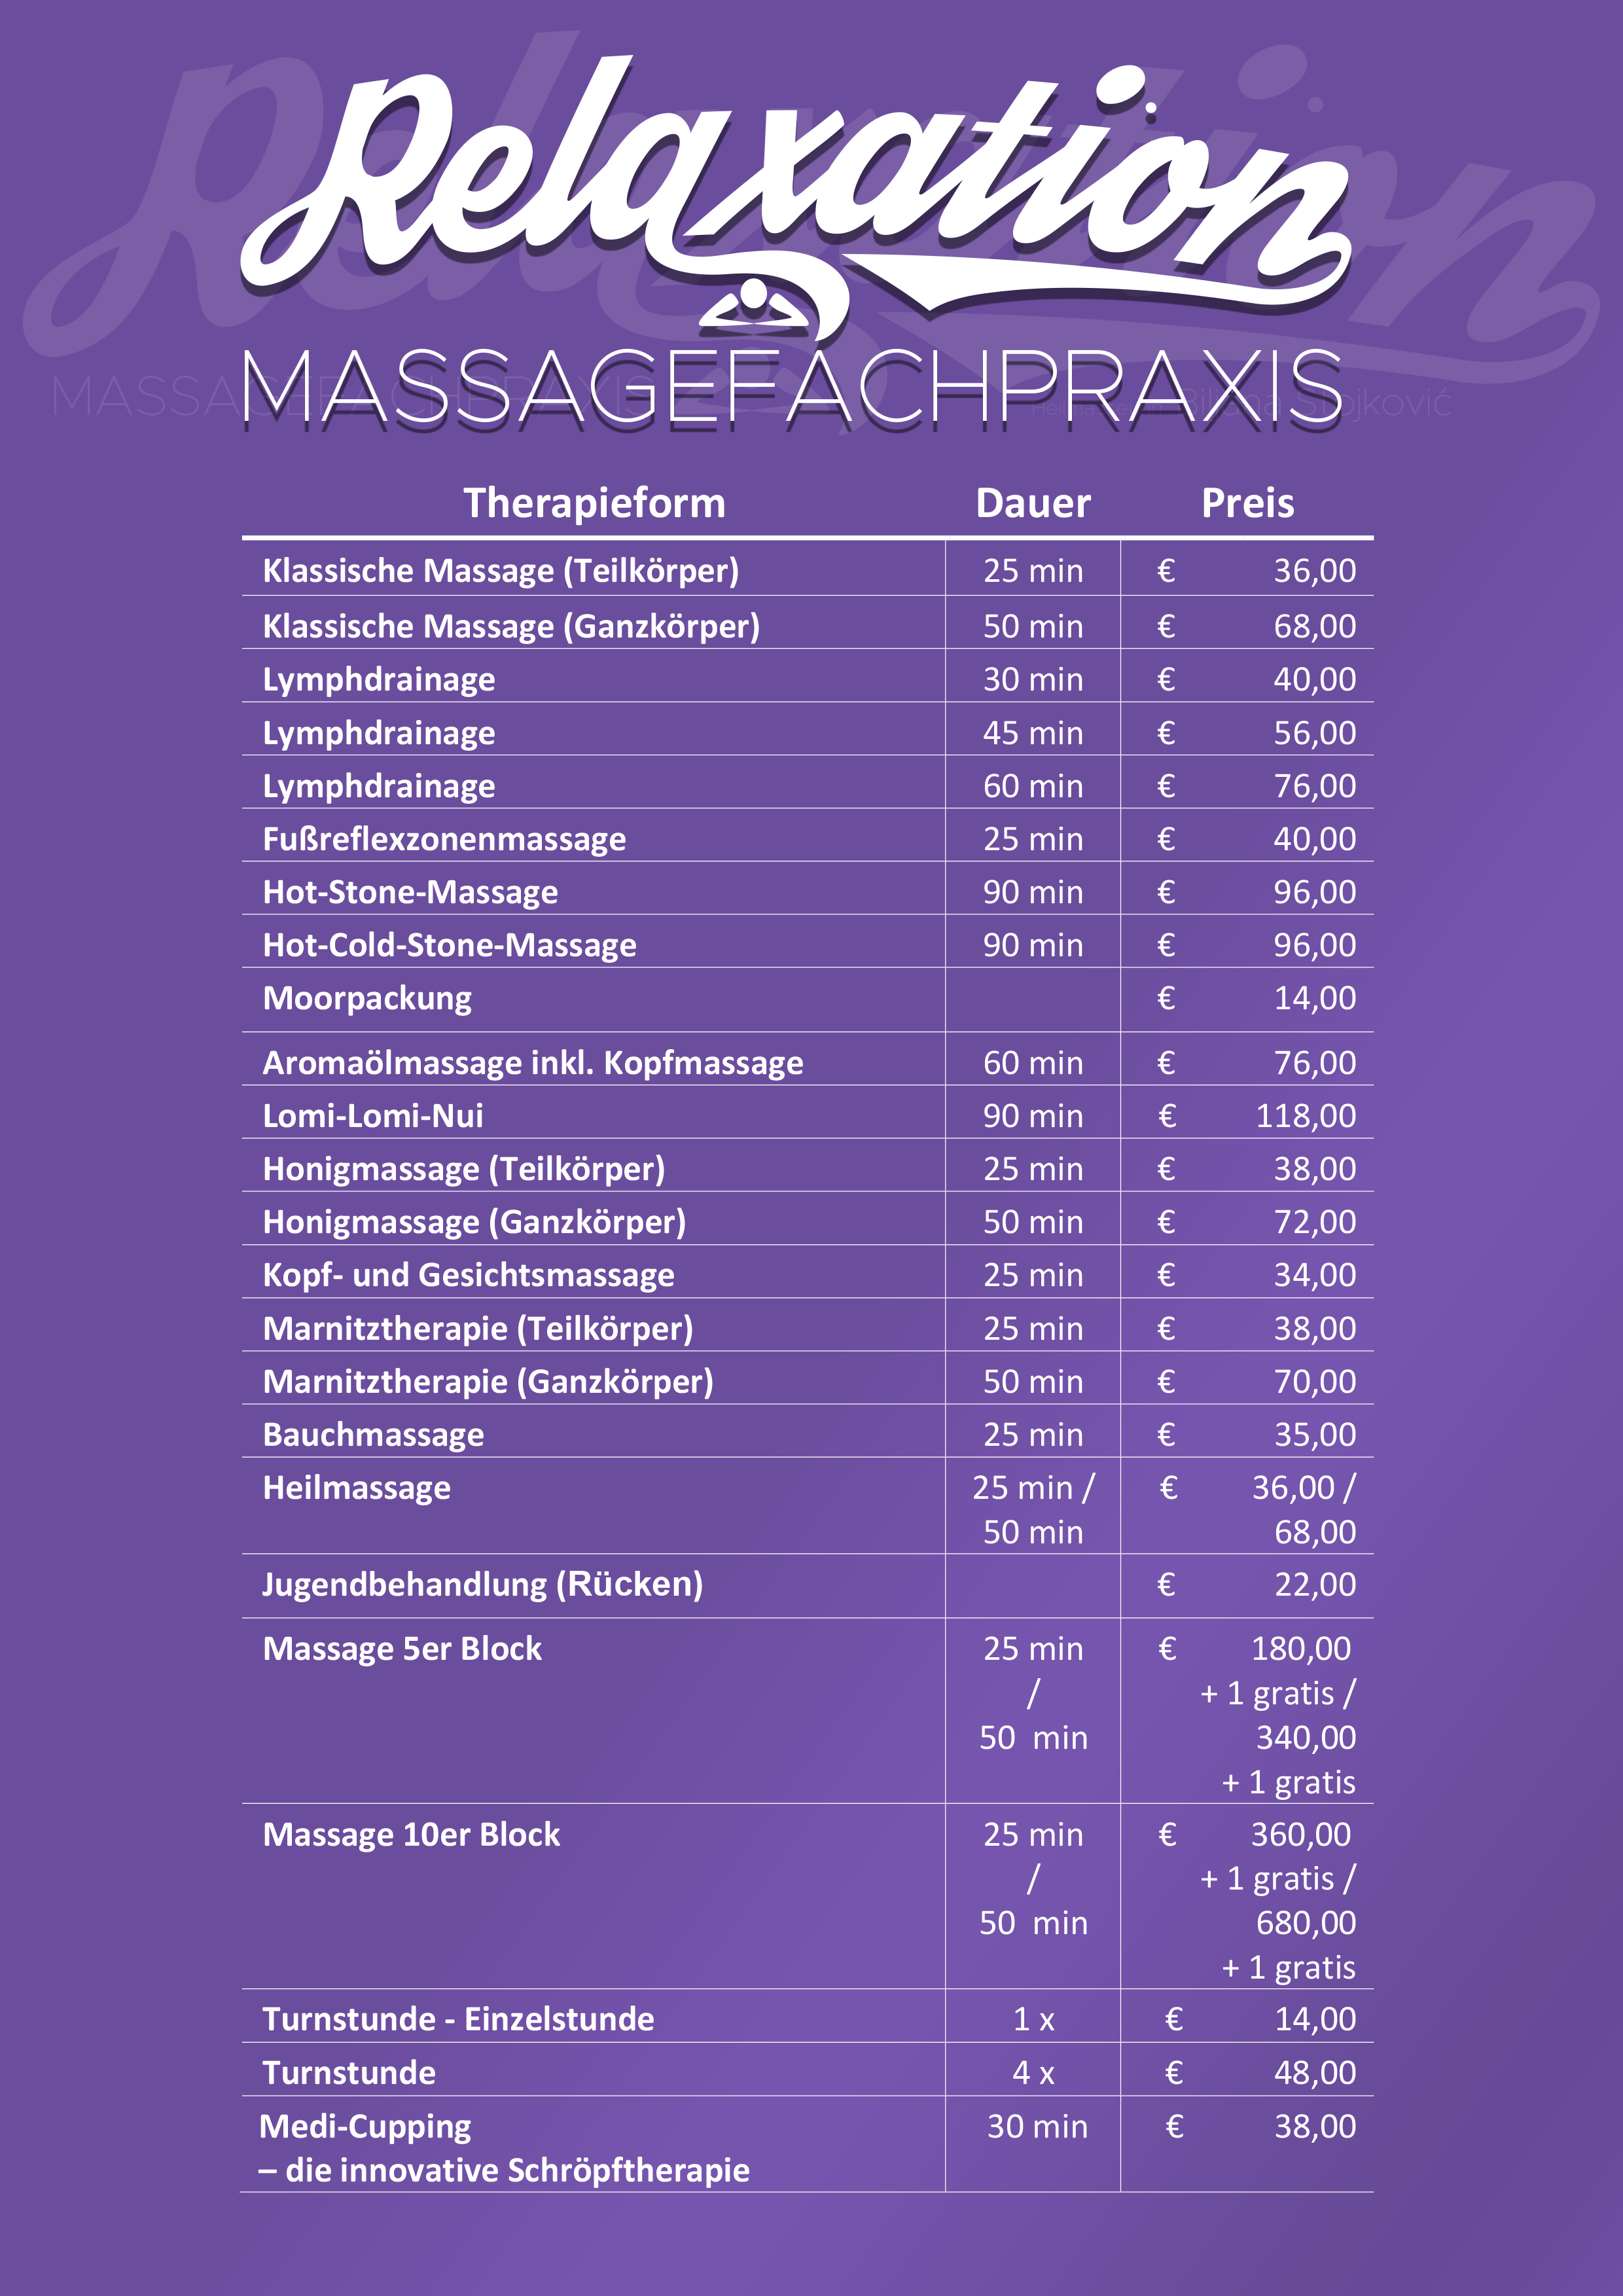 Relaxation
MASSAGEFACHPRAXIS
Biljana Stojković
Therapieform Dauer Preis
Klassische Massage (Teilkörper) 25 min € 36,00
Klassische Massage (Ganzkörper) 50 min € 68,00
Lymphdrainage 30 min € 40,00
Lymphdrainage 45 min € 56,00
Lymphdrainage 60 min € 76,00
Fußreflexzonenmassage 25 min € 40,00
Hot-Stone-Massage 90 min € 96,00
Hot-Cold-Stone-Massage 90 min € 96,00
Moorpackung € 14,00
Aromaölmassage inkl. Kopfmassage 60 min € 76,00
Lomi-Lomi-Nui 90 min € 118,00
Honigmassage (Teilkörper) 25 min € 38,00
Honigmassage (Ganzkörper) 50 min € 72,00
Kopf- und Gesichtsmassage 25 min € 34,00
Marnitztherapie (Teilkörper) 25 min € 38,00
Marnitztherapie (Ganzkörper) 50 min € 70,00
Bauchmassage 25 min € 35,00
Heilmassage 25 min / € 36,00 /
50 min 68,00
Jugendbehandlung (Rücken) € 22,00
Massage 5er Block 25 min € 180,00
/ + 1 gratis /
50 min 340,00
+ 1 gratis
Massage 10er Block 25 min € 360,00
/ + 1 gratis /
50 min 680,00
+ 1 gratis
Turnstunde - Einzelstunde 1 x € 14,00
Turnstunde 4 x € 48,00
Medi-Cupping 30 min € 38,00
– die innovative Schröpftherapie